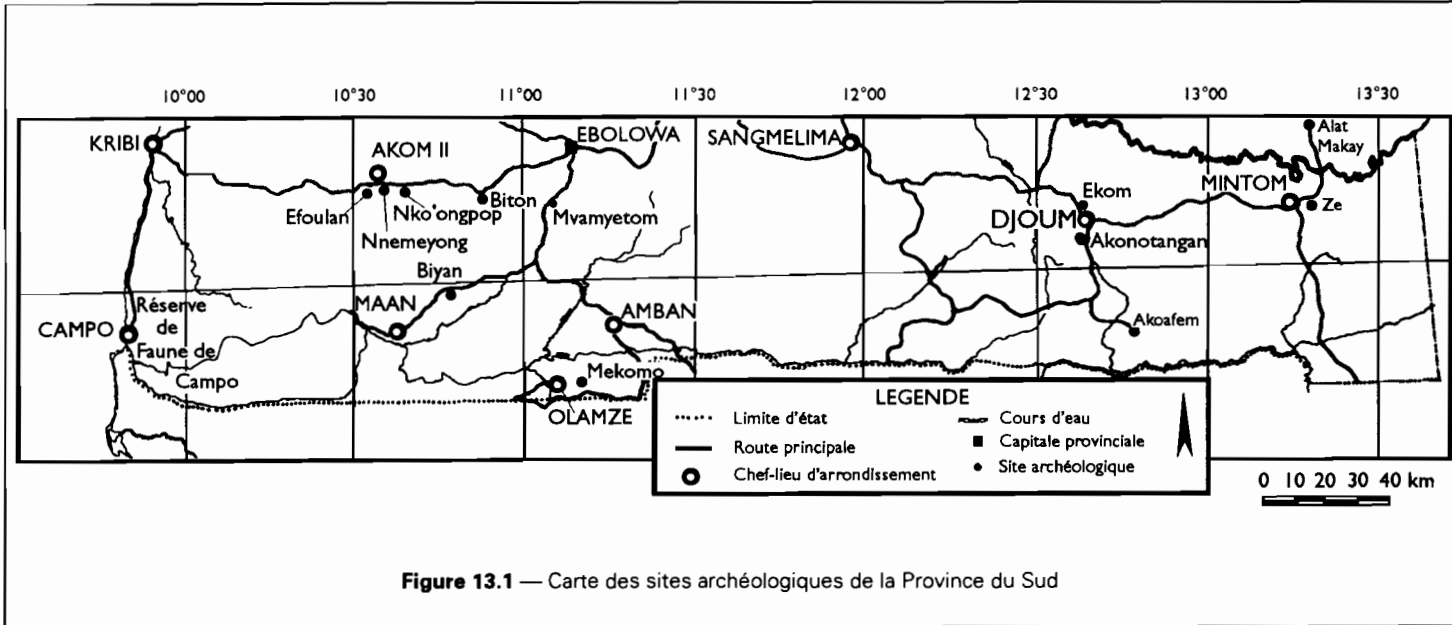 10°00 10°30 11°00 11°30 12°00 12°30 13°00 13°30
KRIBI
AKOM II
EBOLOWA
SANGMELIMA
Alat
Makay
MINTOM
Efoulan
Nko'ongpop
Biton
Mvamyetom
Ekom
Ze
Nnemeyong
DJOUM
Akonotangan
Biyan
Réserve
de
Faune de
Campo
MAAN
CAMPO
AMBAN
Akoafem
Mekomo
OLAMZE
LEGENDE
Limite d'état
Cours d'eau
Route principale
Capitale provinciale
Chef-lieu d'arrondissement
Site archéologique
0 10 20 30 40 km
Figure 13.1 — Carte des sites archéologiques de la Province du Sud